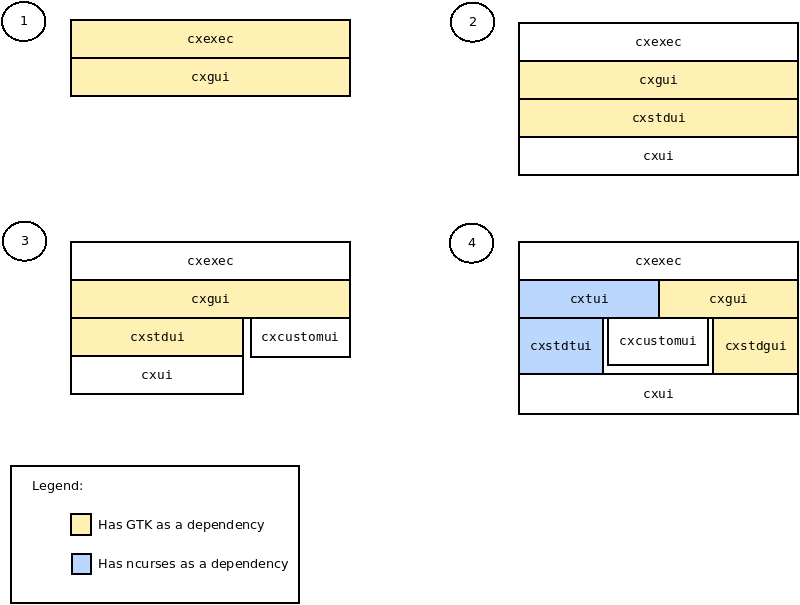 1
cxexec
cxgui
2
cxexec
cxgui
cxstdui
cxui
3
cxexec
cxgui
cxstdui
cxcustomui
cxui
4
cxexec
cxtui
cxgui
cxstdtui
cxcustomui
cxstdgui
cxui
Legend:
Has GTK as a dependency
Has ncurses as a dependency